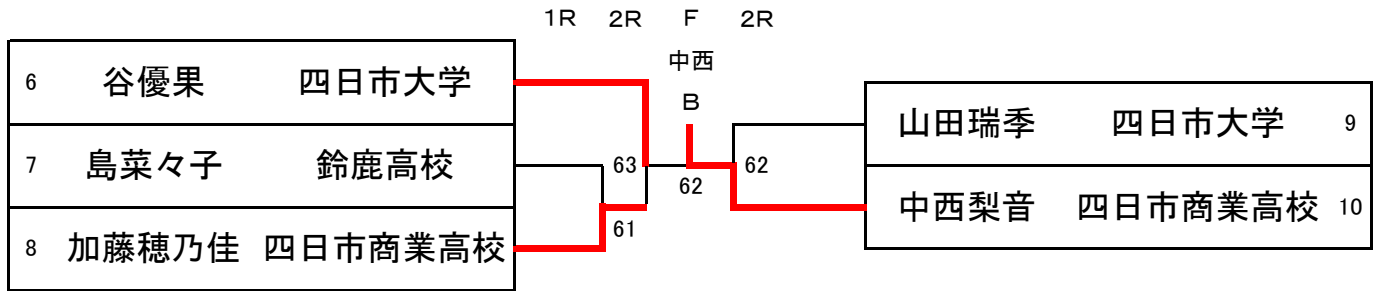 1R 2R F 2R
中西
B
6 谷優果 四日市大学
7 島菜々子 鈴鹿高校
8 加藤穂乃佳 四日市商業高校
63
61
62
62
山田瑞季 四日市大学 9
中西梨音 四日市商業高校 10